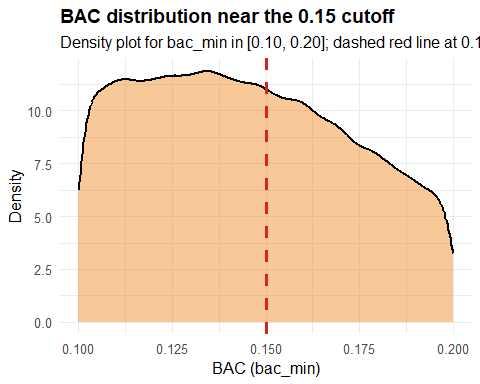 BAC distribution near the 0.15 cutoff
Density plot for bac_min in [0.10, 0.20]; dashed red line at 0.1
10.0
7.5
5.0
2.5
0.0
Density
0.100
0.125
0.150
0.175
0.200
BAC (bac_min)